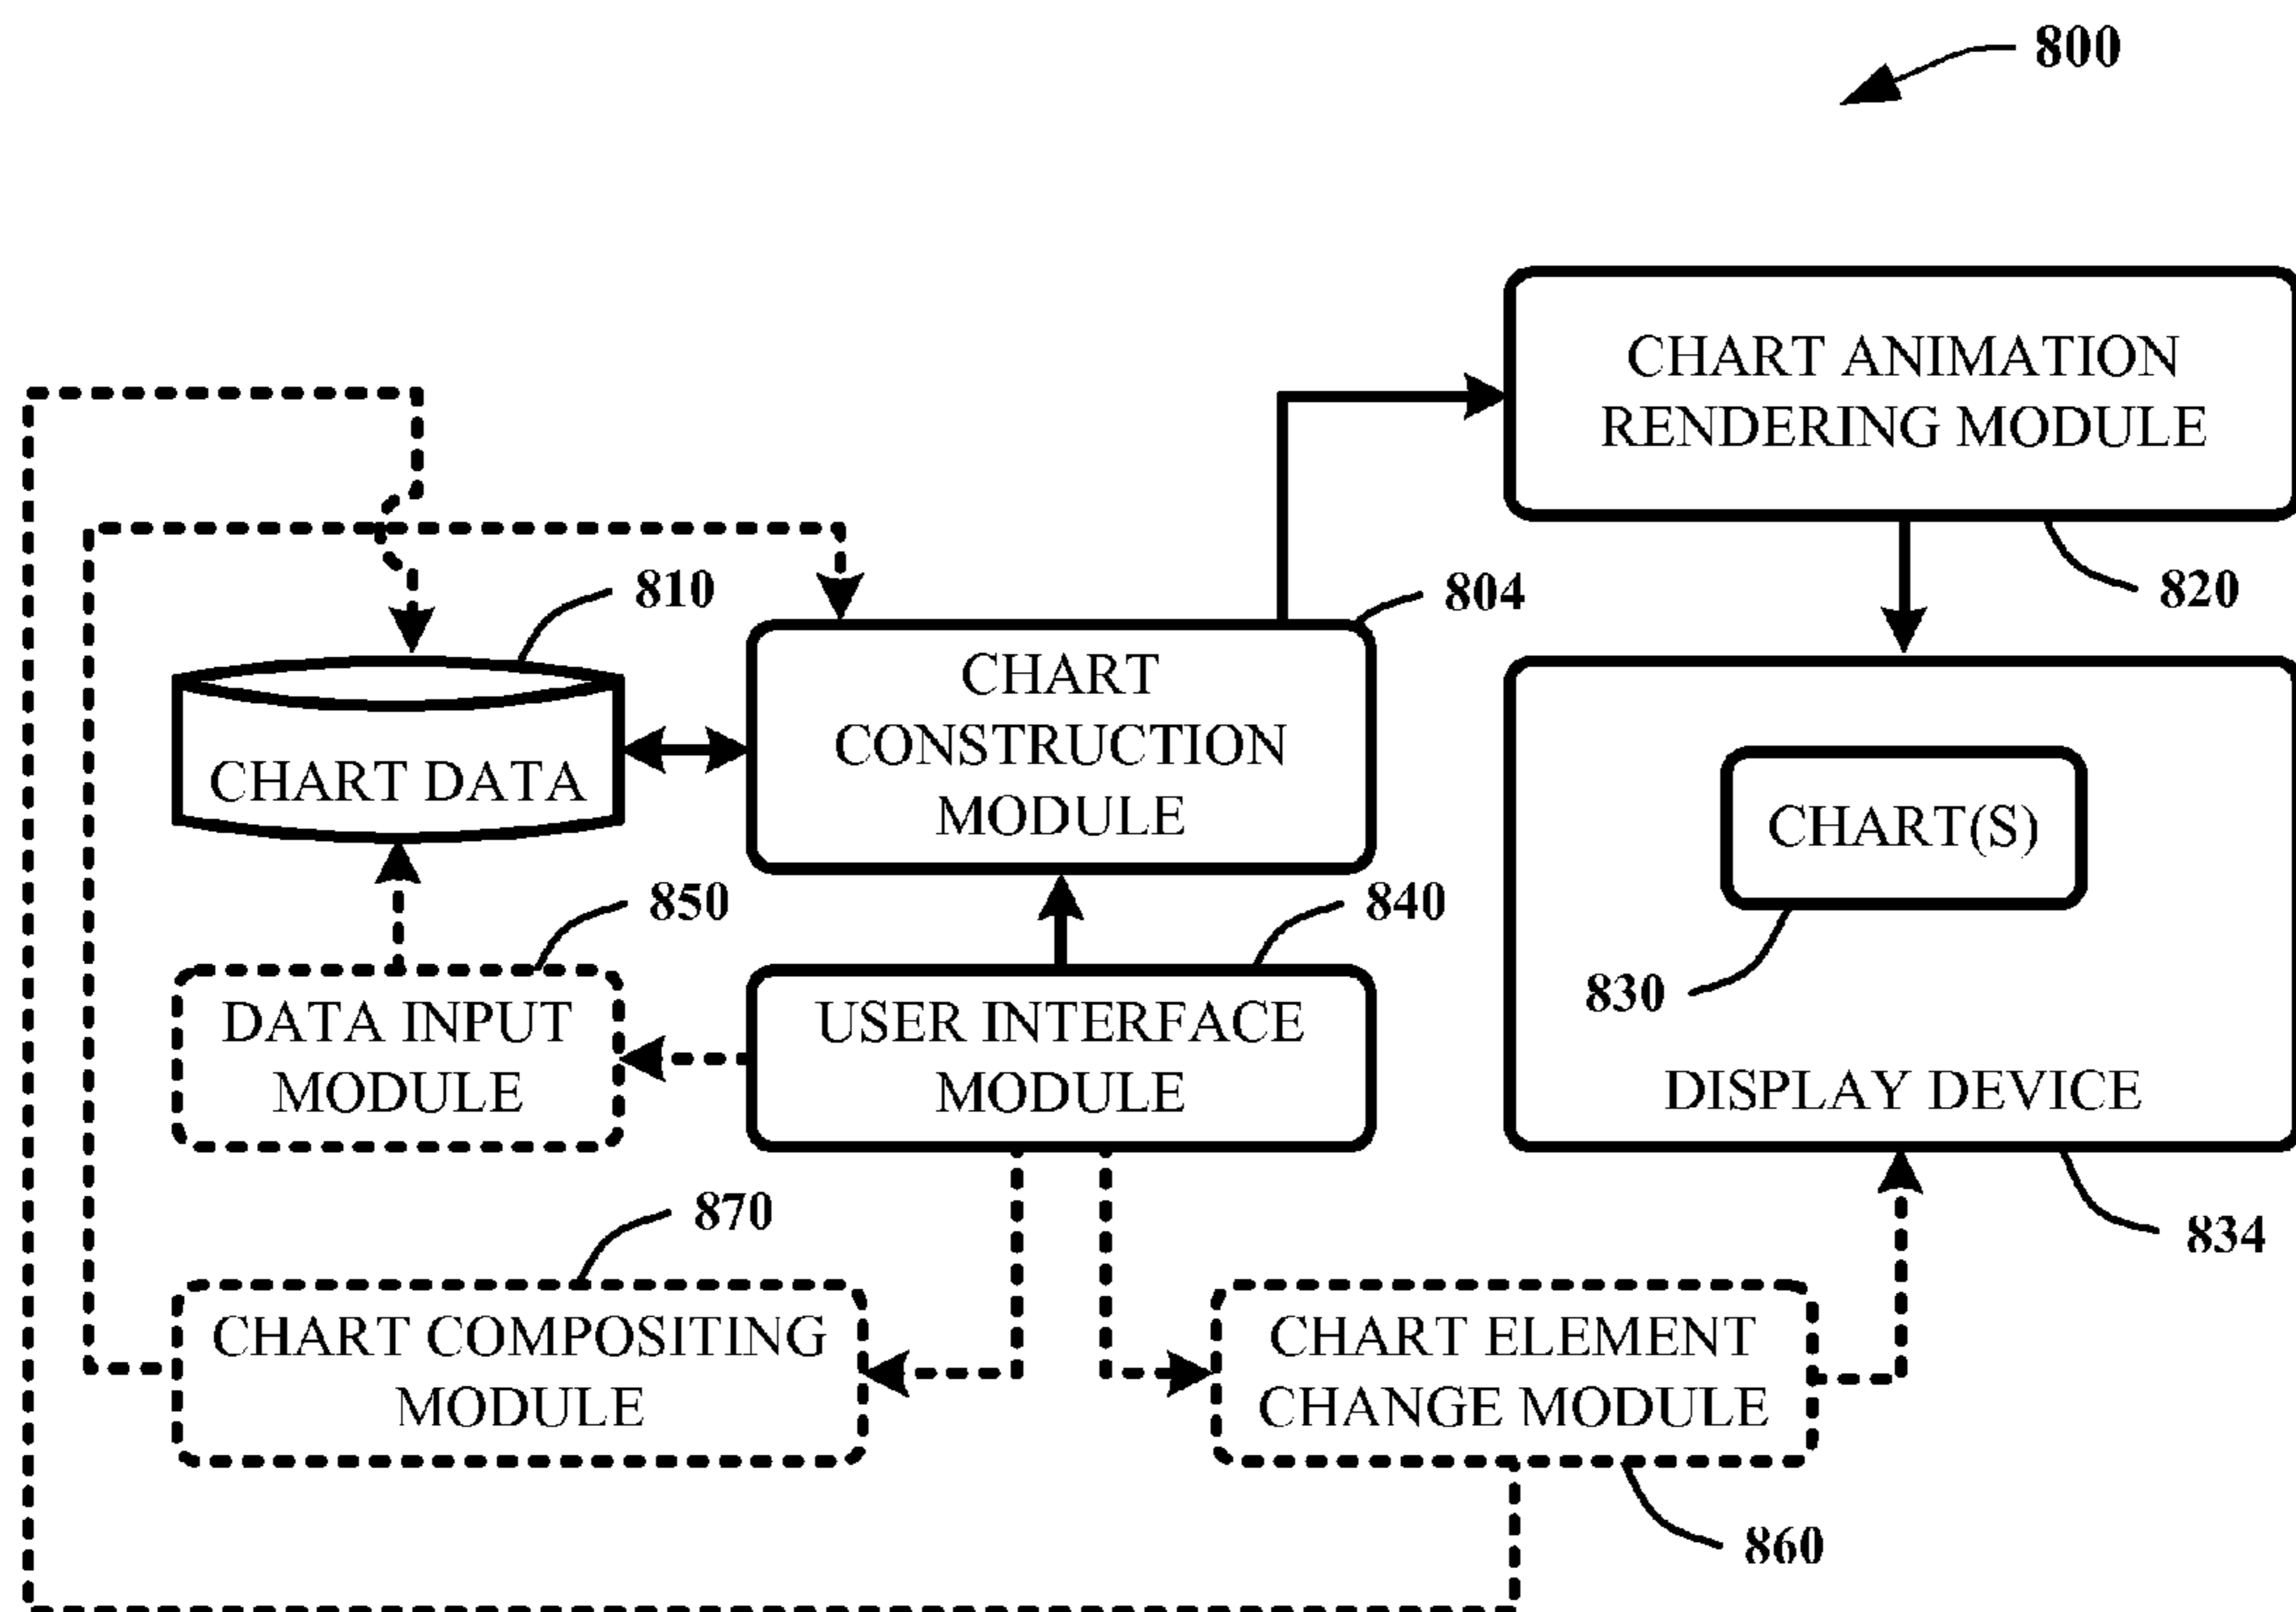 800
CHART ANIMATION
RENDERING MODULE
820
810
804
CHART
CONSTRUCTION
MODULE
CHART DATA
CHART(S)
830
DISPLAY DEVICE
834
850
840
DATA INPUT
MODULE
USER INTERFACE
MODULE
870
CHART COMPOSITING
MODULE
CHART ELEMENT
CHANGE MODULE
860